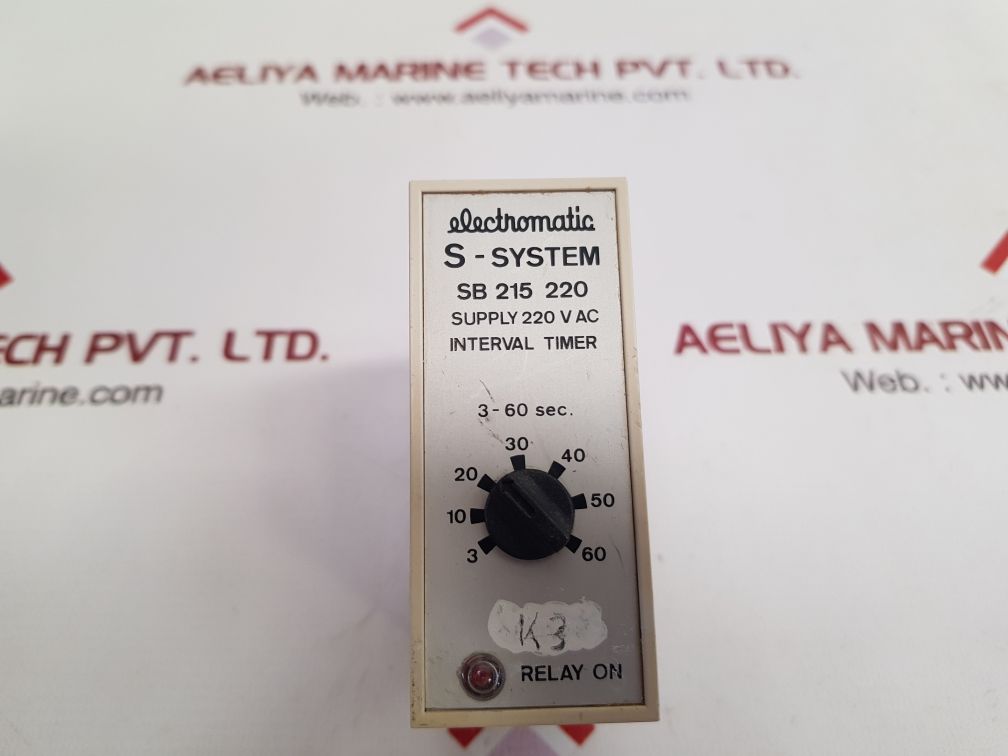 AELIYA MARINE TECH PVT. LTD.
Web. : www.aeliyamarine.com
electromatic
S - SYSTEM
SB 215 220
SUPPLY 220 V AC
INTERVAL TIMER
ECH PVT. LTD.
arine.com
AELIYA MARIN
Web. : ww
3 - 60 sec.
30
20
40
10
50
3
60
K3
RELAY ON